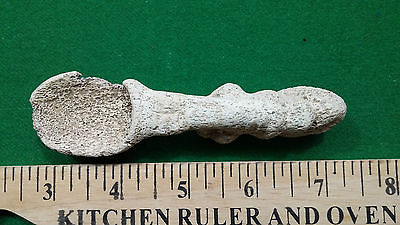 3 4 5 6 7 8
KITCHEN RULER AND OVEN